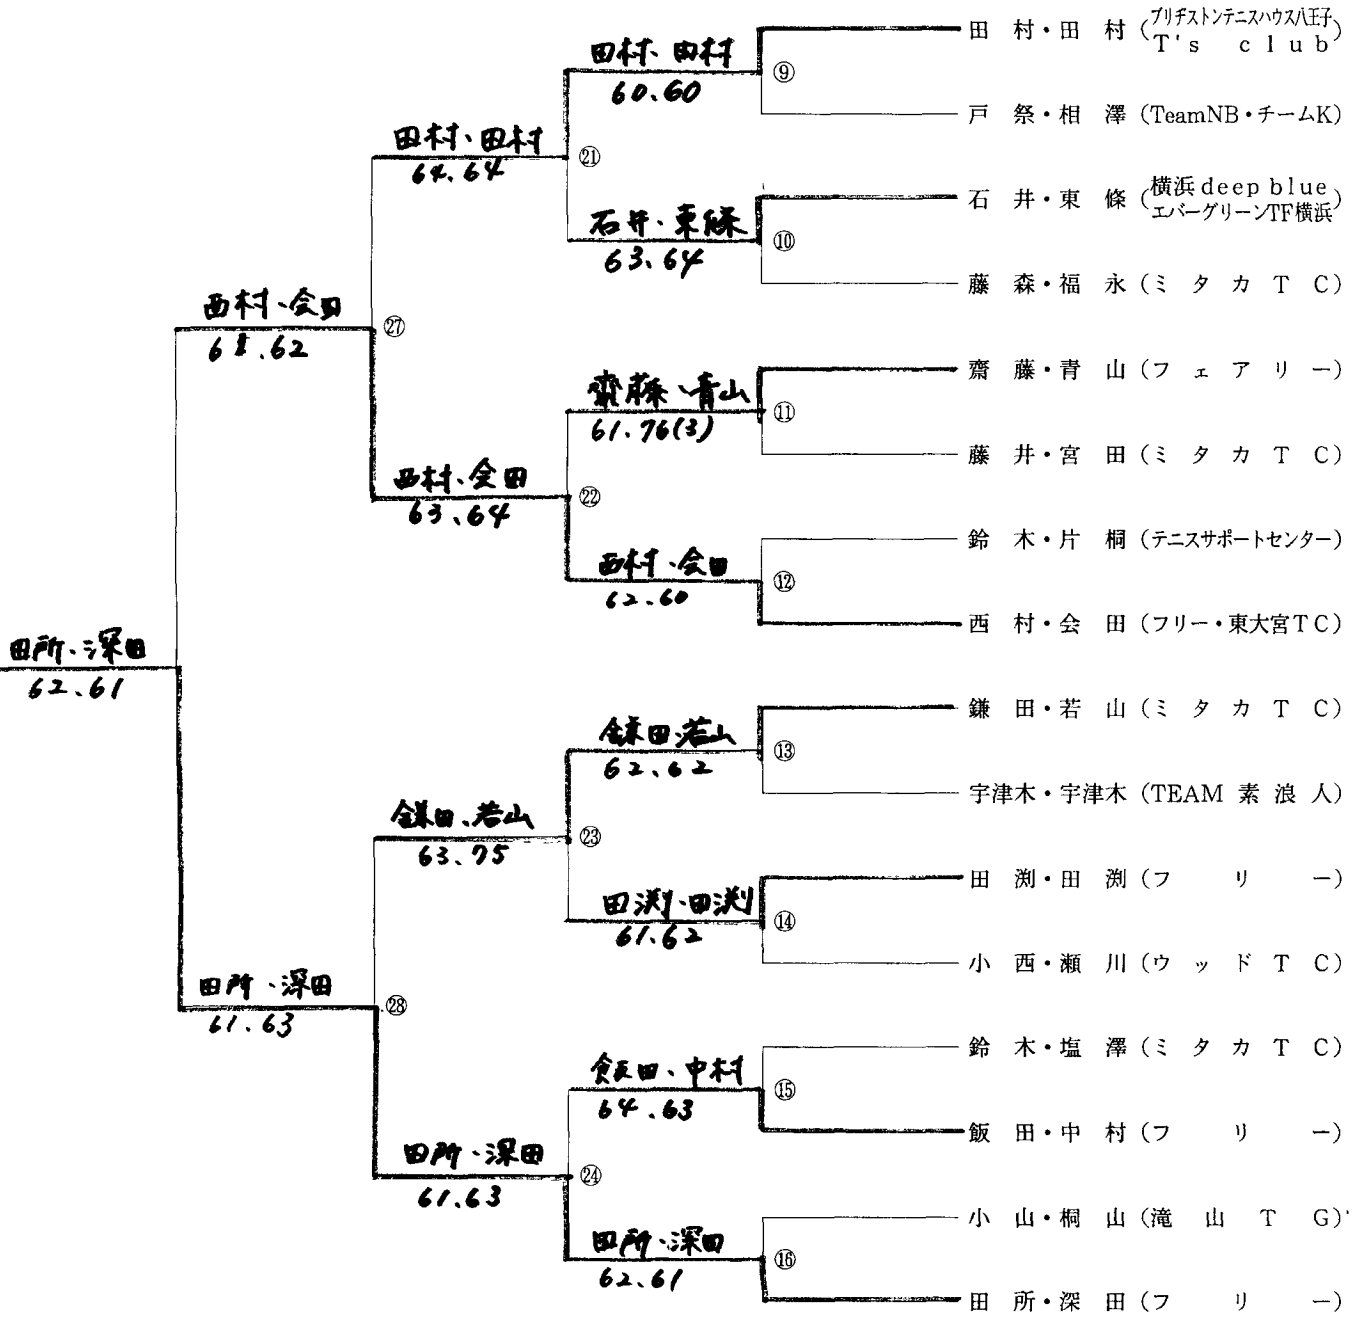 田 村・田 村 (ブリヂストンテニスハウス八王子
T's club)
田村、田村
⑨
60.60
戸 祭・相 澤 (TeamNB・チームK)
田村、田村
㉑
64.64
石 井・東 條 (横浜 deep blue
エバーグリーンTF横浜)
石井・東條
⑩
63.64
藤 森・福 永 (ミタカTC)
西村・会田
㉗
.62
齋 藤・青 山 (フェアリー)
齋藤・青山
⑪
61.76(3)
藤 井・宮 田 (ミタカTC)
西村、会田
㉒
63.64
鈴 木・片 桐 (テニスサポートセンター)
西村・会田
⑫
62.60
西 村・会 田 (フリー・東大宮TC)
田所・深田
62.61
鎌 田・若 山 (ミタカTC)
鎌田・若山
⑬
62.62
宇津木・宇津木 (TEAM 素浪人)
鎌田、若山
㉓
63.75
田 渕・田 渕 (フリー)
田渕・田渕
⑭
61.62
小 西・瀬 川 (ウッドTC)
田所・深田
㉘
61.63
鈴 木・塩 澤 (ミタカTC)
飯田・中村
⑮
64.63
飯 田・中 村 (フリー)
田所・深田
㉔
61.63
小 山・桐 山 (滝山TG)
田所・深田
⑯
62.61
田 所・深 田 (フリー)